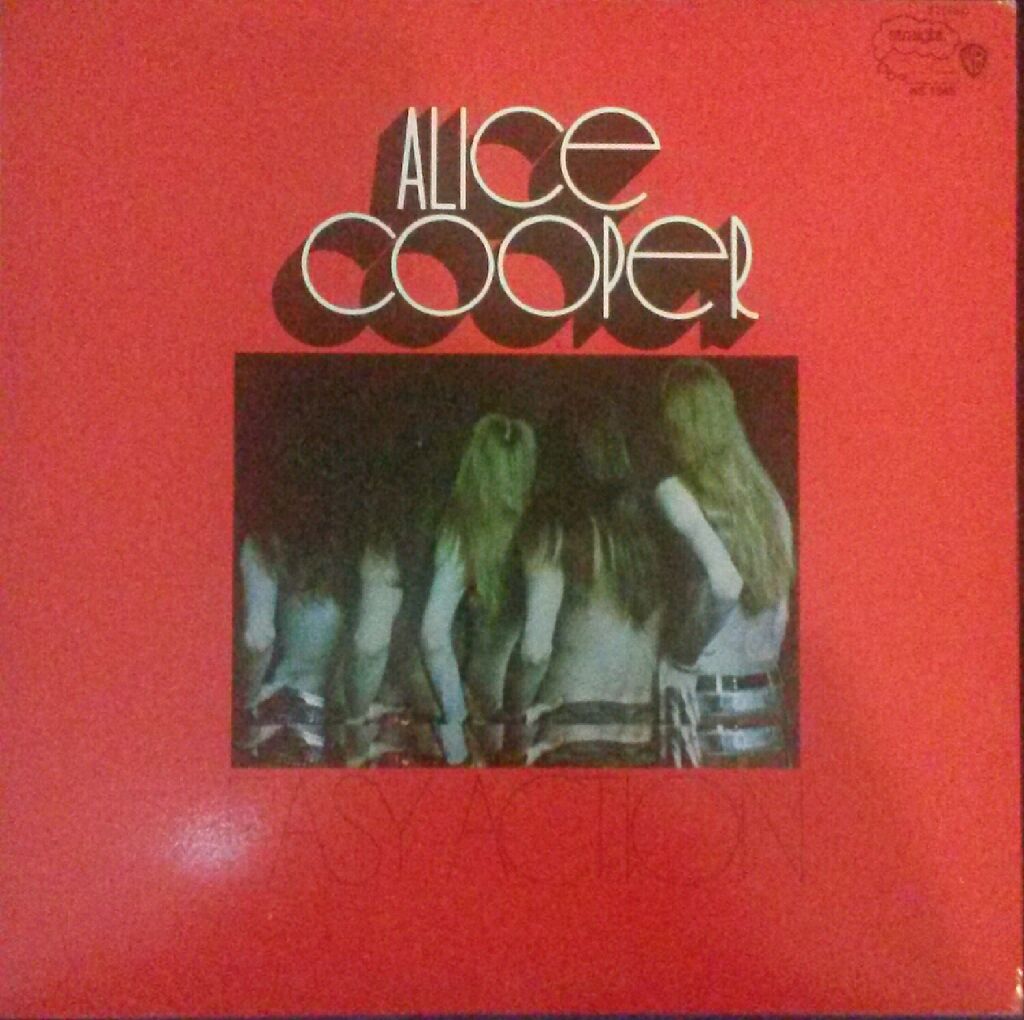 straight
ALICE
COOPER
EASY ACTION